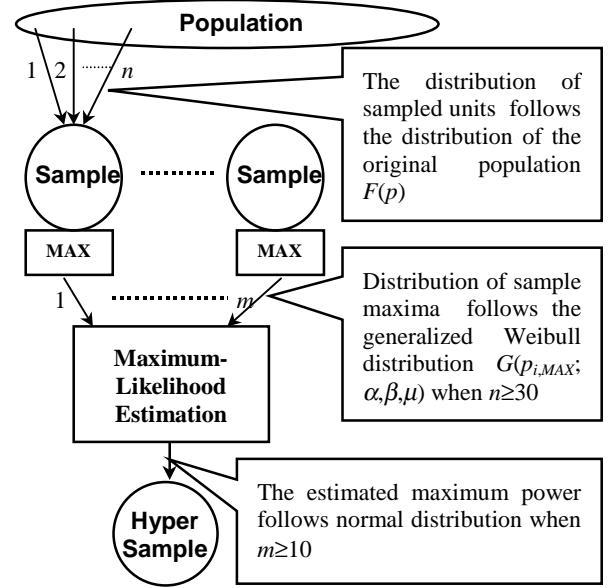 Population
1 2 n
The distribution of
sampled units follows
the distribution of the
original population
F(p)
Sample
Sample
MAX
MAX
1
m
Distribution of sample
maxima follows the
generalized Weibull
distribution G(p_{i,MAX};
α,β,μ) when n≥30
Maximum-
Likelihood
Estimation
The estimated maximum power
follows normal distribution when
m≥10
Hyper
Sample